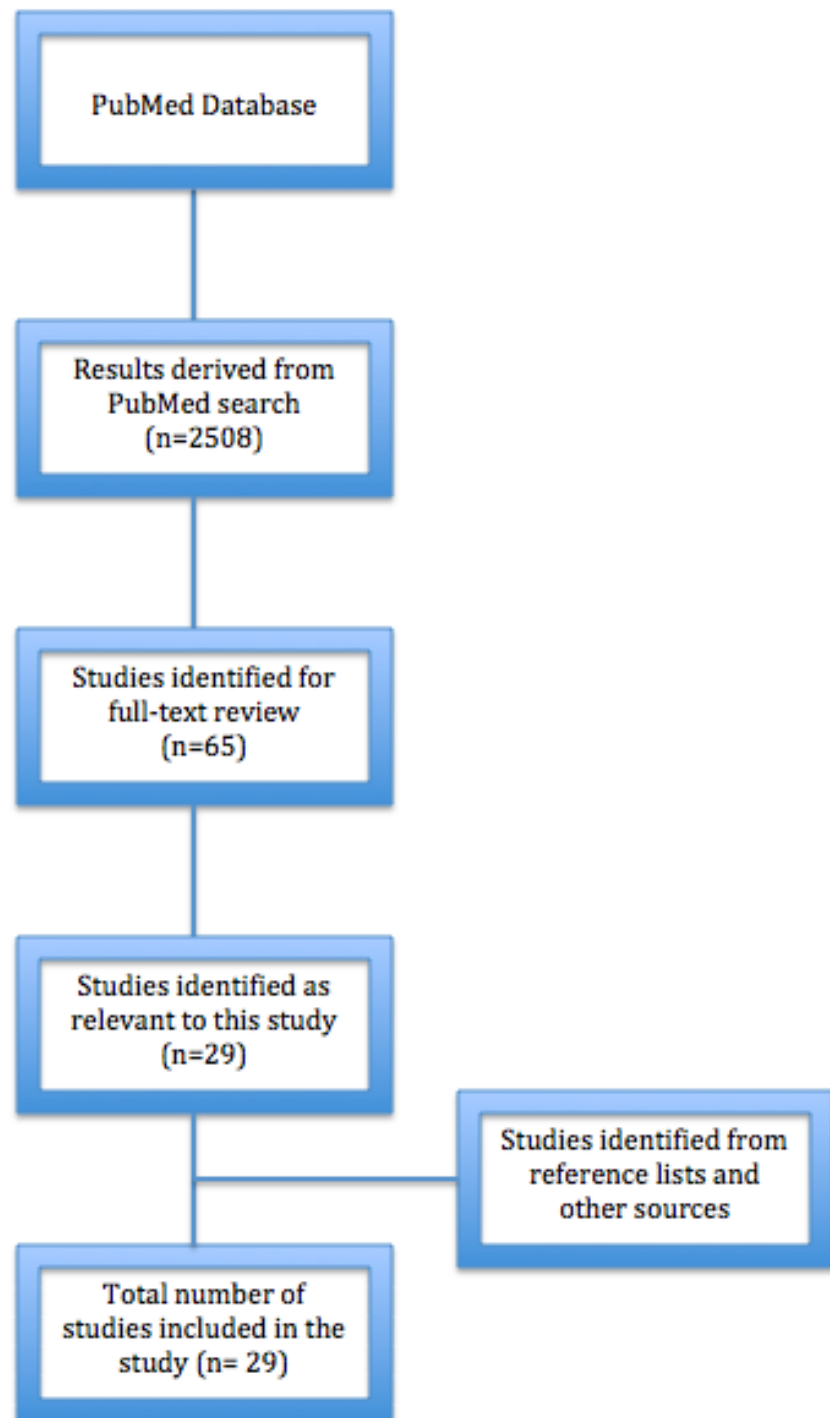 PubMed Database
Results derived from
PubMed search
(n=2508)
Studies identified for
full-text review
(n=65)
Studies identified as
relevant to this study
(n=29)
Studies identified from
reference lists and
other sources
Total number of
studies included in the
study (n= 29)